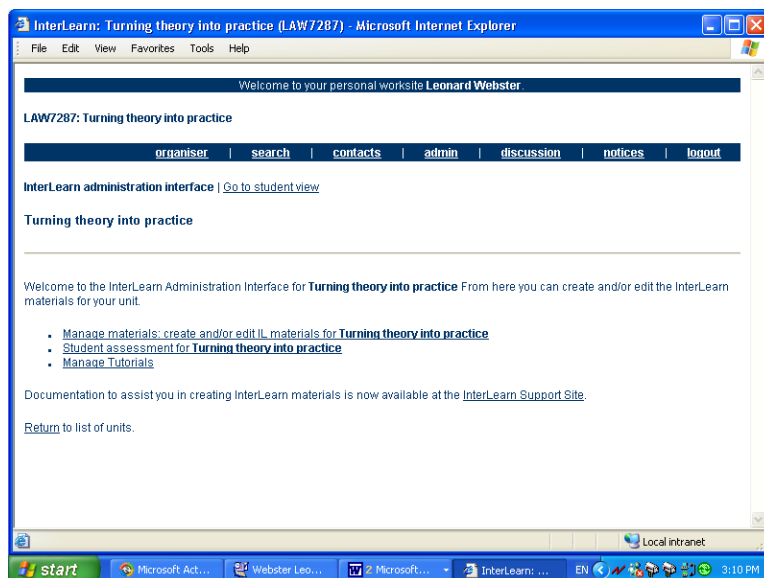 InterLearn: Turning theory into practice (LAW7287) - Microsoft Internet Explorer
File Edit View Favorites Tools Help
Welcome to your personal worksite Leonard Webster.
LAW7287: Turning theory into practice
organiser | search | contacts | admin | discussion | notices | logout
InterLearn administration interface | Go to student view
Turning theory into practice
Welcome to the InterLearn Administration Interface for Turning theory into practice From here you can create and/or edit the InterLearn
materials for your unit.
Manage materials: create and/or edit IL materials for Turning theory into practice
Student assessment for Turning theory into practice
Manage Tutorials
Documentation to assist you in creating InterLearn materials is now available at the InterLearn Support Site.
Return to list of units.
Local intranet
start Microsoft Act... Webster Leo... 2 Microsoft... InterLearn: ... EN 3:10 PM